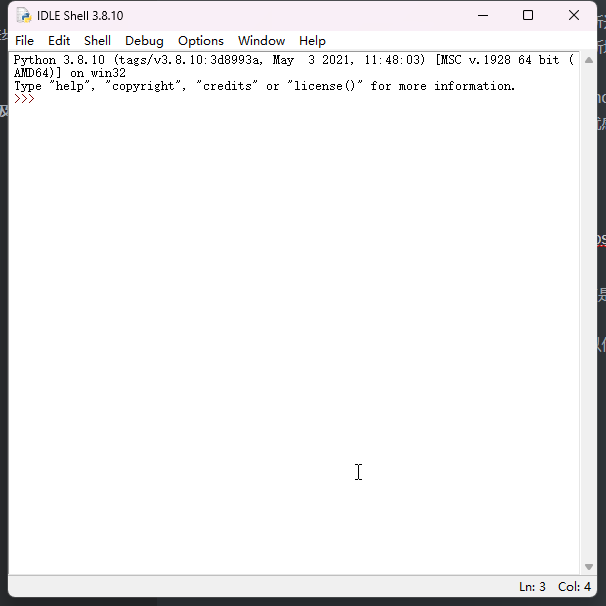 IDLE Shell 3.8.10
File Edit Shell Debug Options Window Help
Python 3.8.10 (tags/v3.8.10:3d8993a, May  3 2021, 11:48:03) [MSC v.1928 64 bit (
AMD64)] on win32
Type "help", "copyright", "credits" or "license()" for more information.
>>>
Ln: 3 Col: 4